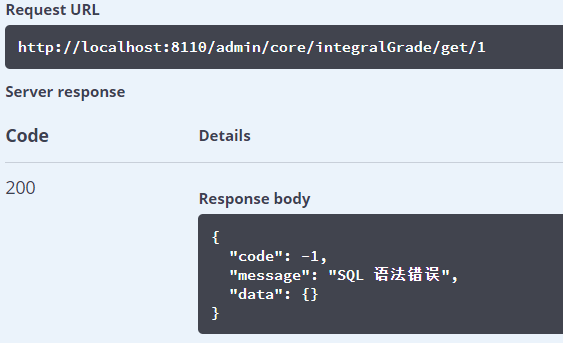 Request URL
http://localhost:8110/admin/core/integralGrade/get/1
Server response
Code Details
200
Response body
{
"code": -1,
"message": "SQL 语法错误",
"data": {}
}